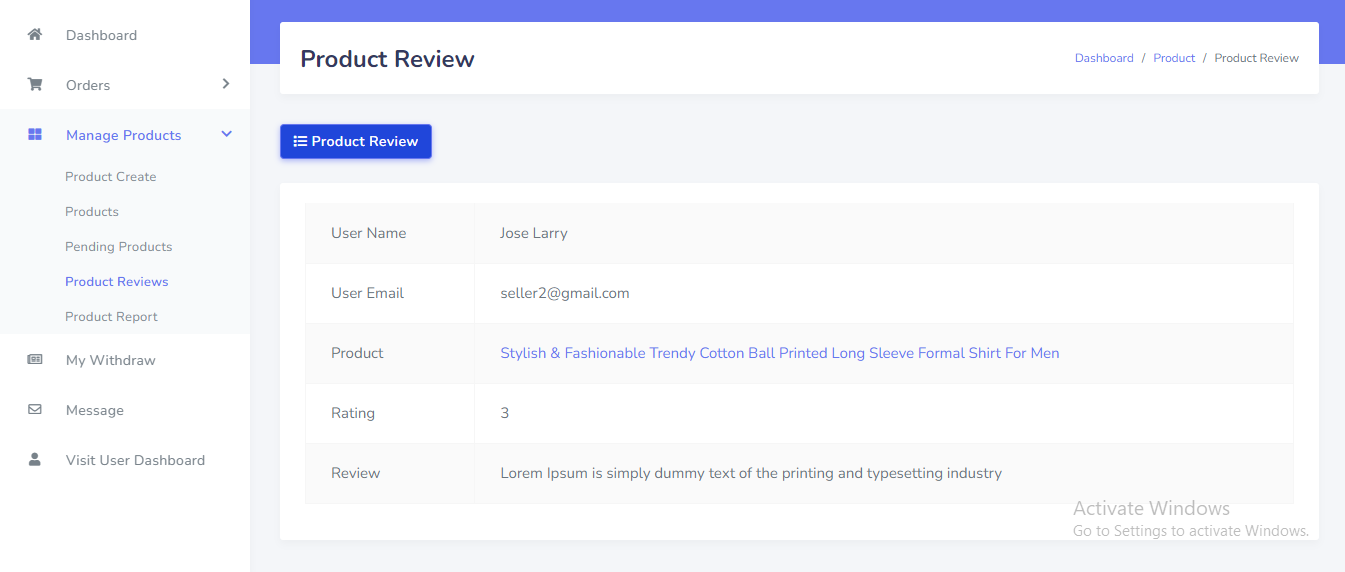 Dashboard
Orders
Manage Products
Product Create
Products
Pending Products
Product Reviews
Product Report
My Withdraw
Message
Visit User Dashboard
Product Review
Dashboard / Product / Product Review
Product Review
User Name Jose Larry
User Email seller2@gmail.com
Product Stylish & Fashionable Trendy Cotton Ball Printed Long Sleeve Formal Shirt For Men
Rating 3
Review Lorem Ipsum is simply dummy text of the printing and typesetting industry
Activate Windows
Go to Settings to activate Windows.